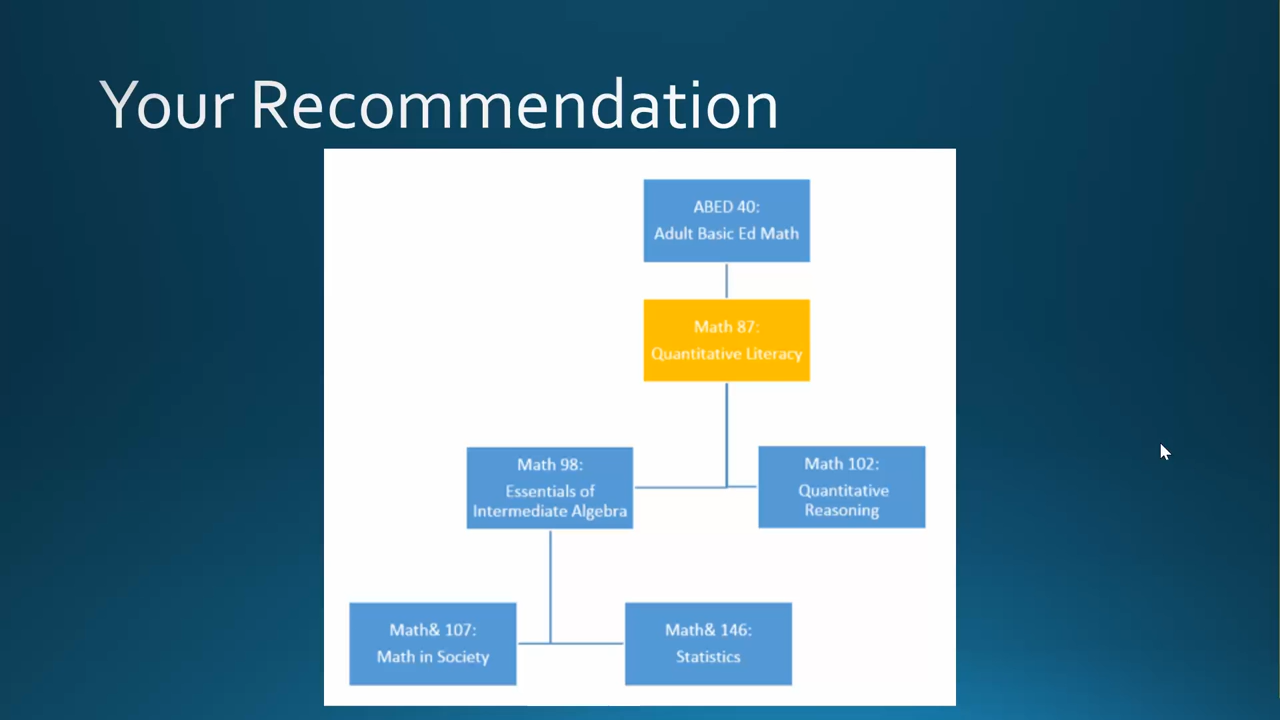 Your Recommendation
ABED 40:
Adult Basic Ed Math
Math 87:
Quantitative Literacy
Math 98:
Essentials of
Intermediate Algebra
Math 102:
Quantitative
Reasoning
Math& 107:
Math in Society
Math& 146:
Statistics